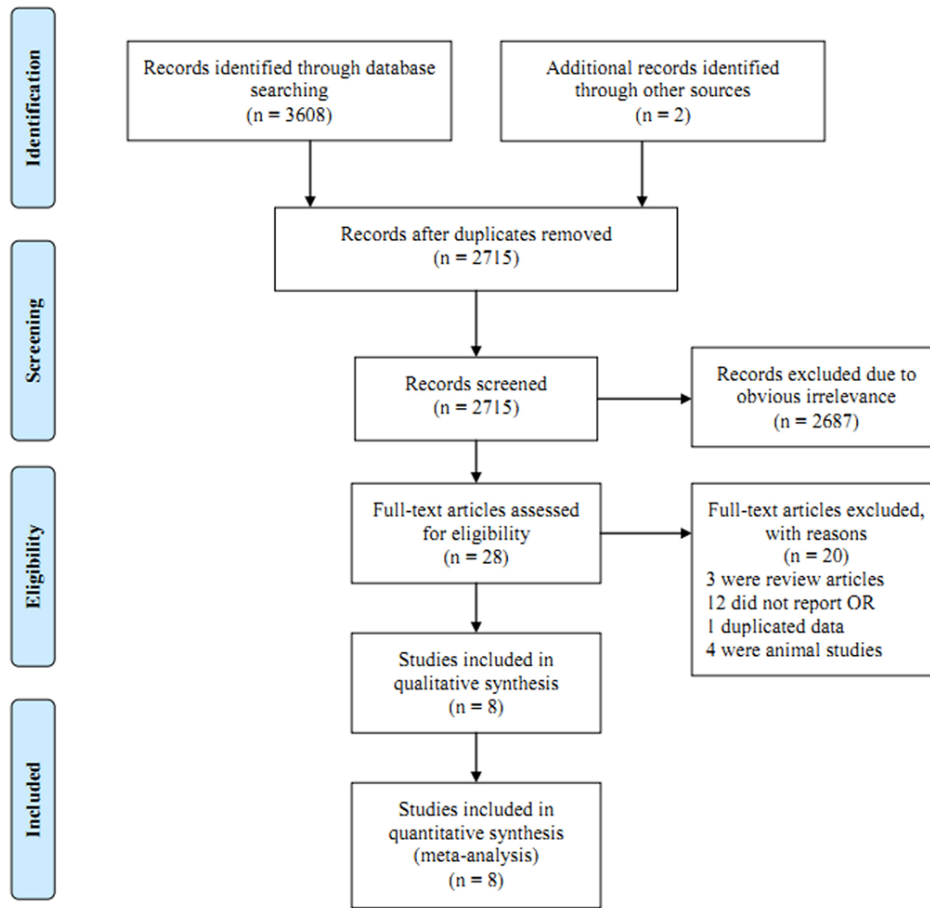 Identification
Records identified through database
searching
(n = 3608)
Additional records identified
through other sources
(n = 2)
Records after duplicates removed
(n = 2715)
Screening
Records screened
(n = 2715)
Records excluded due to
obvious irrelevance
(n = 2687)
Eligibility
Full-text articles assessed
for eligibility
(n = 28)
Full-text articles excluded,
with reasons
(n = 20)
3 were review articles
12 did not report OR
1 duplicated data
4 were animal studies
Studies included in
qualitative synthesis
(n = 8)
Included
Studies included in
quantitative synthesis
(meta-analysis)
(n = 8)